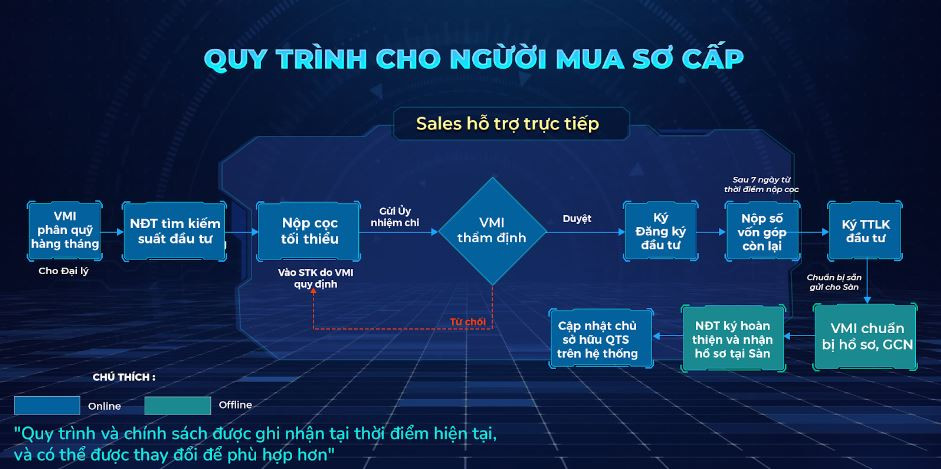 QUY TRÌNH CHO NGƯỜI MUA SƠ CẤP
Sales hỗ trợ trực tiếp
VMI
phân quỹ
hàng tháng
Cho Đại lý
NĐT tìm kiếm
suất đầu tư
Nộp cọc
tối thiểu
Vào STK do VMI
quy định
Gửi Ủy
nhiệm chi
VMI
thẩm định
Từ chối
Duyệt
Ký
Đăng ký
đầu tư
Sau 7 ngày từ
thời điểm nộp cọc
Nộp số
vốn góp
còn lại
Ký TTLK
đầu tư
Chuẩn bị sẵn
gửi cho Sàn
VMI chuẩn
bị hồ sơ, GCN
NĐT ký hoàn
thiện và nhận
hồ sơ tại Sàn
Cập nhật chủ
sở hữu QTS
trên hệ thống
CHÚ THÍCH :
Online
Offline
"Quy trình và chính sách được ghi nhận tại thời điểm hiện tại,
và có thể được thay đổi để phù hợp hơn"